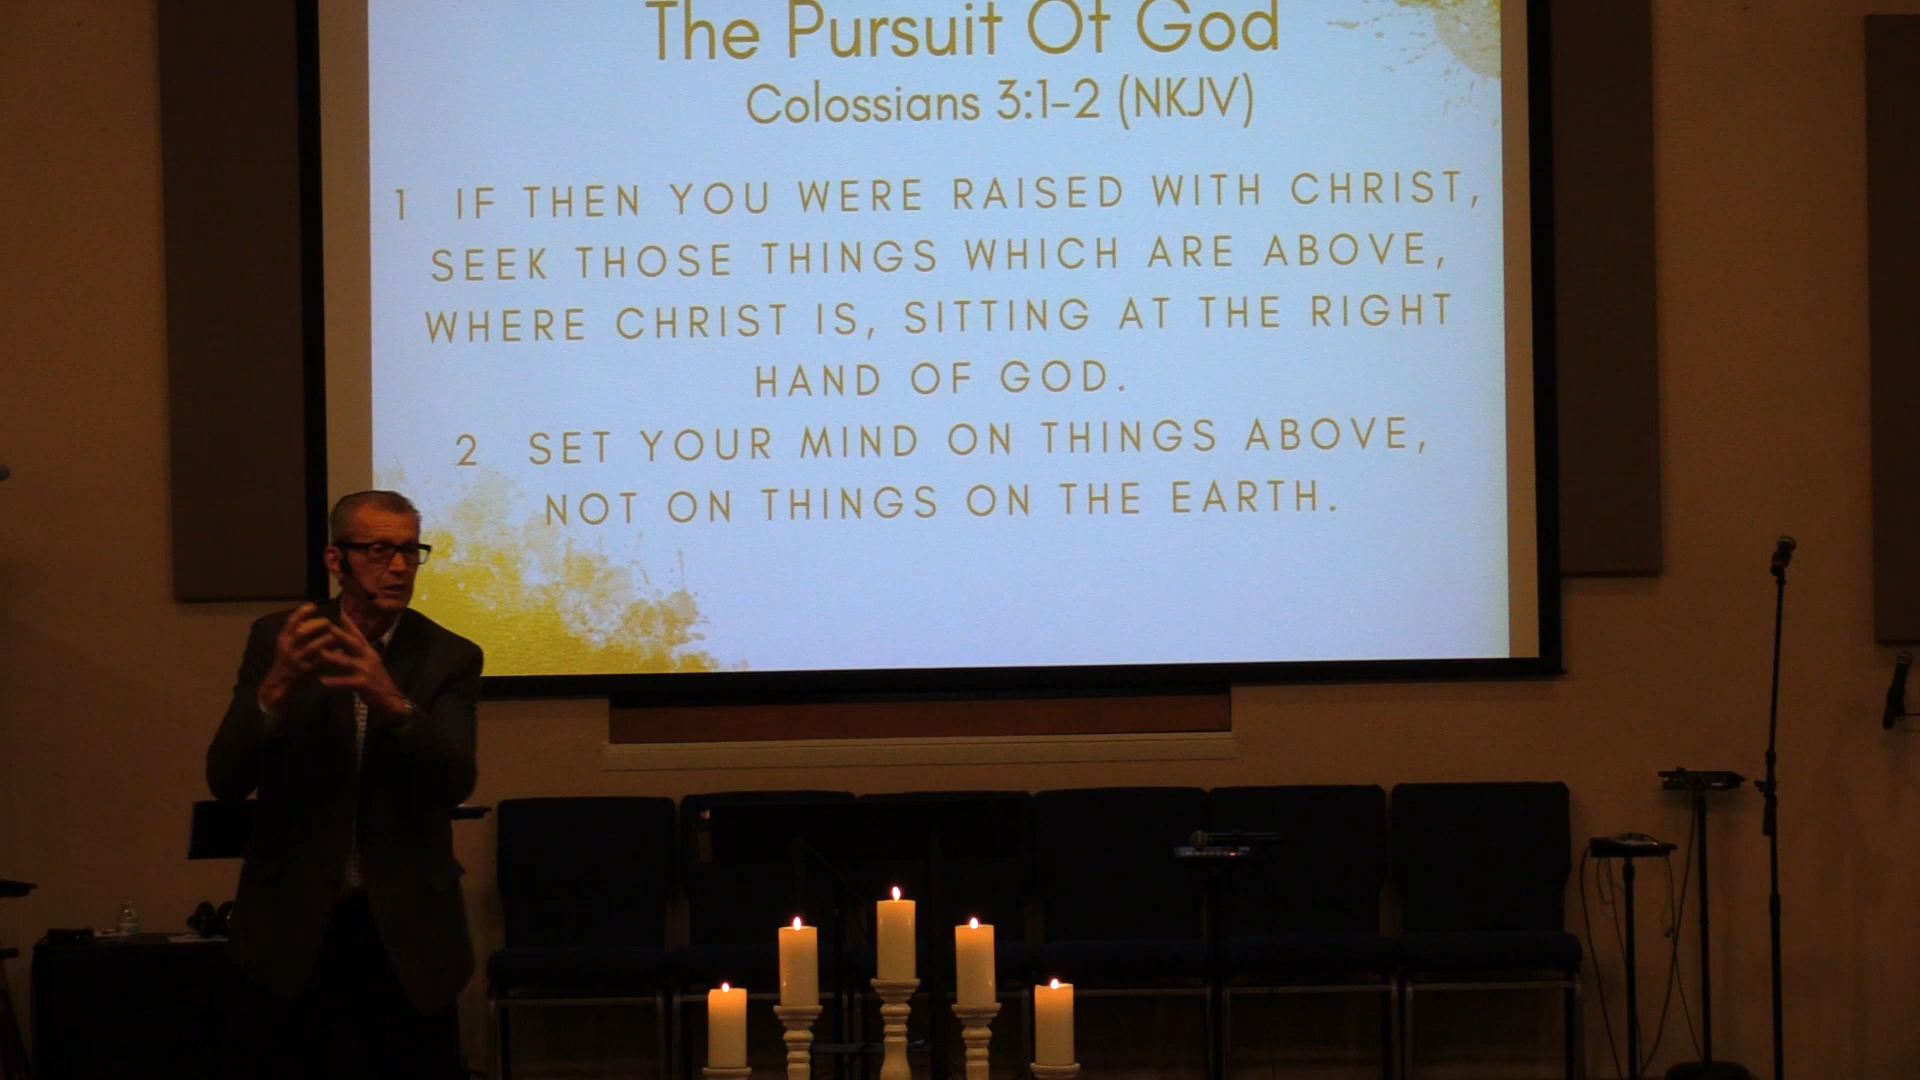 The Pursuit Of God
Colossians 3:1-2 (NKJV)
1 IF THEN YOU WERE RAISED WITH CHRIST,
SEEK THOSE THINGS WHICH ARE ABOVE,
WHERE CHRIST IS, SITTING AT THE RIGHT
HAND OF GOD.
2 SET YOUR MIND ON THINGS ABOVE,
NOT ON THINGS ON THE EARTH.